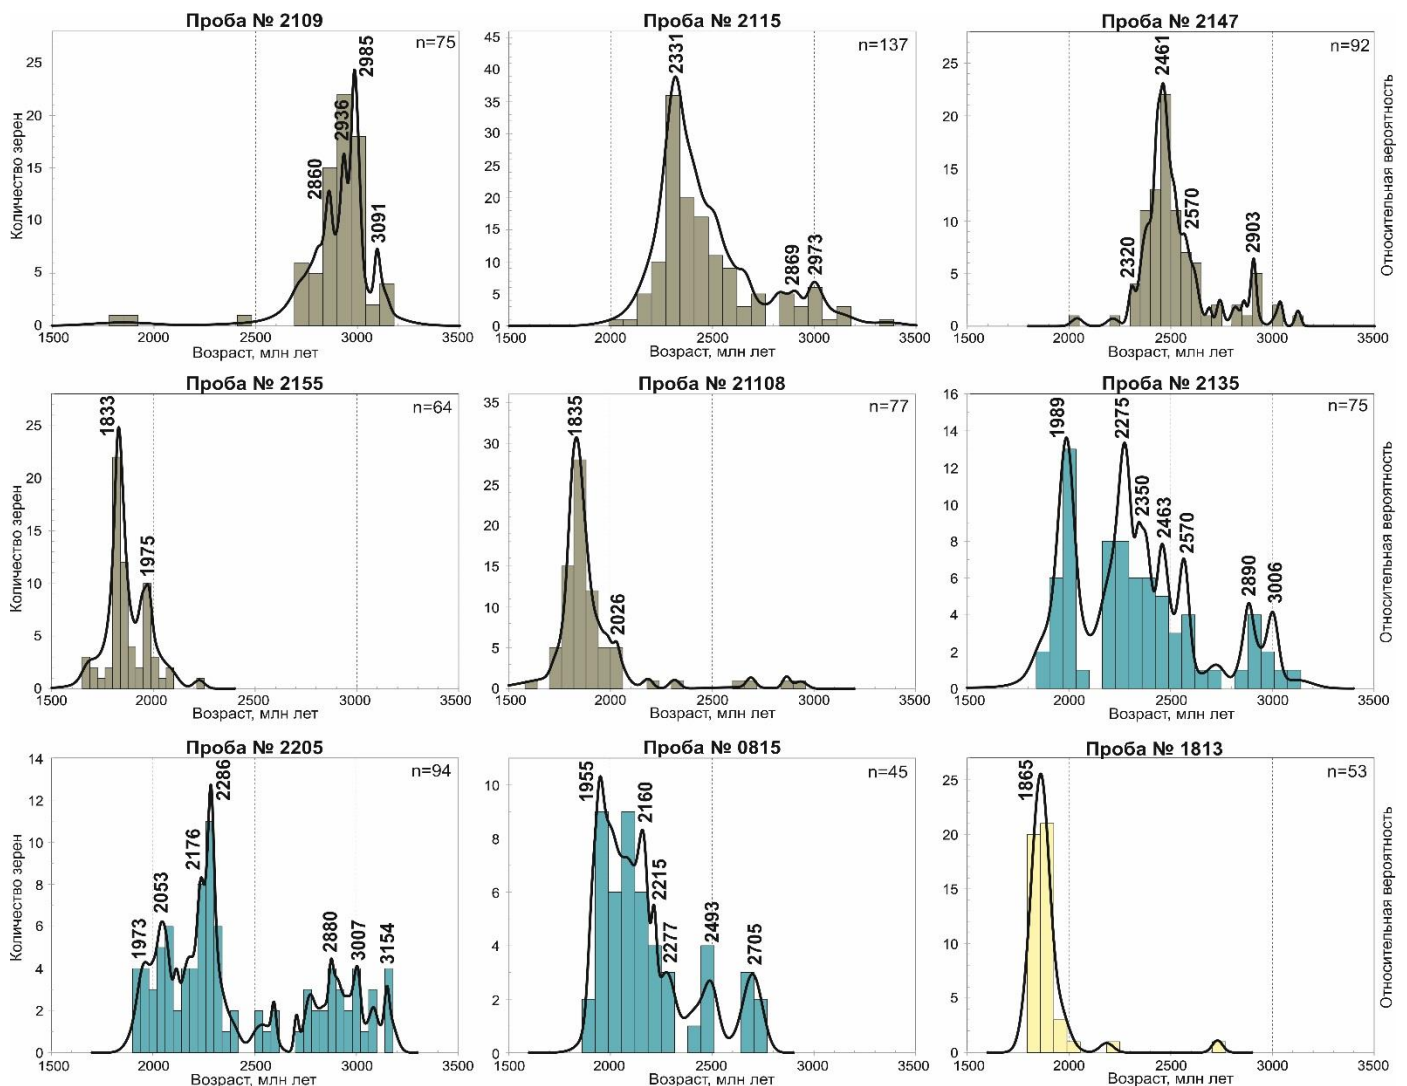 Проба № 2109
n=75
2985
2936
2860
3091
Количество зерен
25
20
15
10
5
0
1500 2000 2500 3000 3500
Возраст, млн лет
Проба № 2115
n=137
2331
2869
2973
45
40
35
30
25
20
15
10
5
0
1500 2000 2500 3000 3500
Возраст, млн лет
Проба № 2147
n=92
2461
2570
2320
2903
25
20
15
10
5
0
1500 2000 2500 3000 3500
Возраст, млн лет
Относительная вероятность
Проба № 2155
n=64
1833
1975
Количество зерен
25
20
15
10
5
0
1500 2000 2500 3000 3500
Возраст, млн лет
Проба № 21108
n=77
1835
2026
35
30
25
20
15
10
5
0
1500 2000 2500 3000 3500
Возраст, млн лет
Проба № 2135
n=75
1989
2275
2350
2463
2570
2890
3006
16
14
12
10
8
6
4
2
0
1500 2000 2500 3000 3500
Возраст, млн лет
Относительная вероятность
Проба № 2205
n=94
2286
2176
2053
1973
2880
3007
3154
Количество зерен
14
12
10
8
6
4
2
0
1500 2000 2500 3000 3500
Возраст, млн лет
Проба № 0815
n=45
1955
2160
2215
2277
2493
2705
10
8
6
4
2
0
1500 2000 2500 3000 3500
Возраст, млн лет
Проба № 1813
n=53
1865
25
20
15
10
5
0
1500 2000 2500 3000 3500
Возраст, млн лет
Относительная вероятность